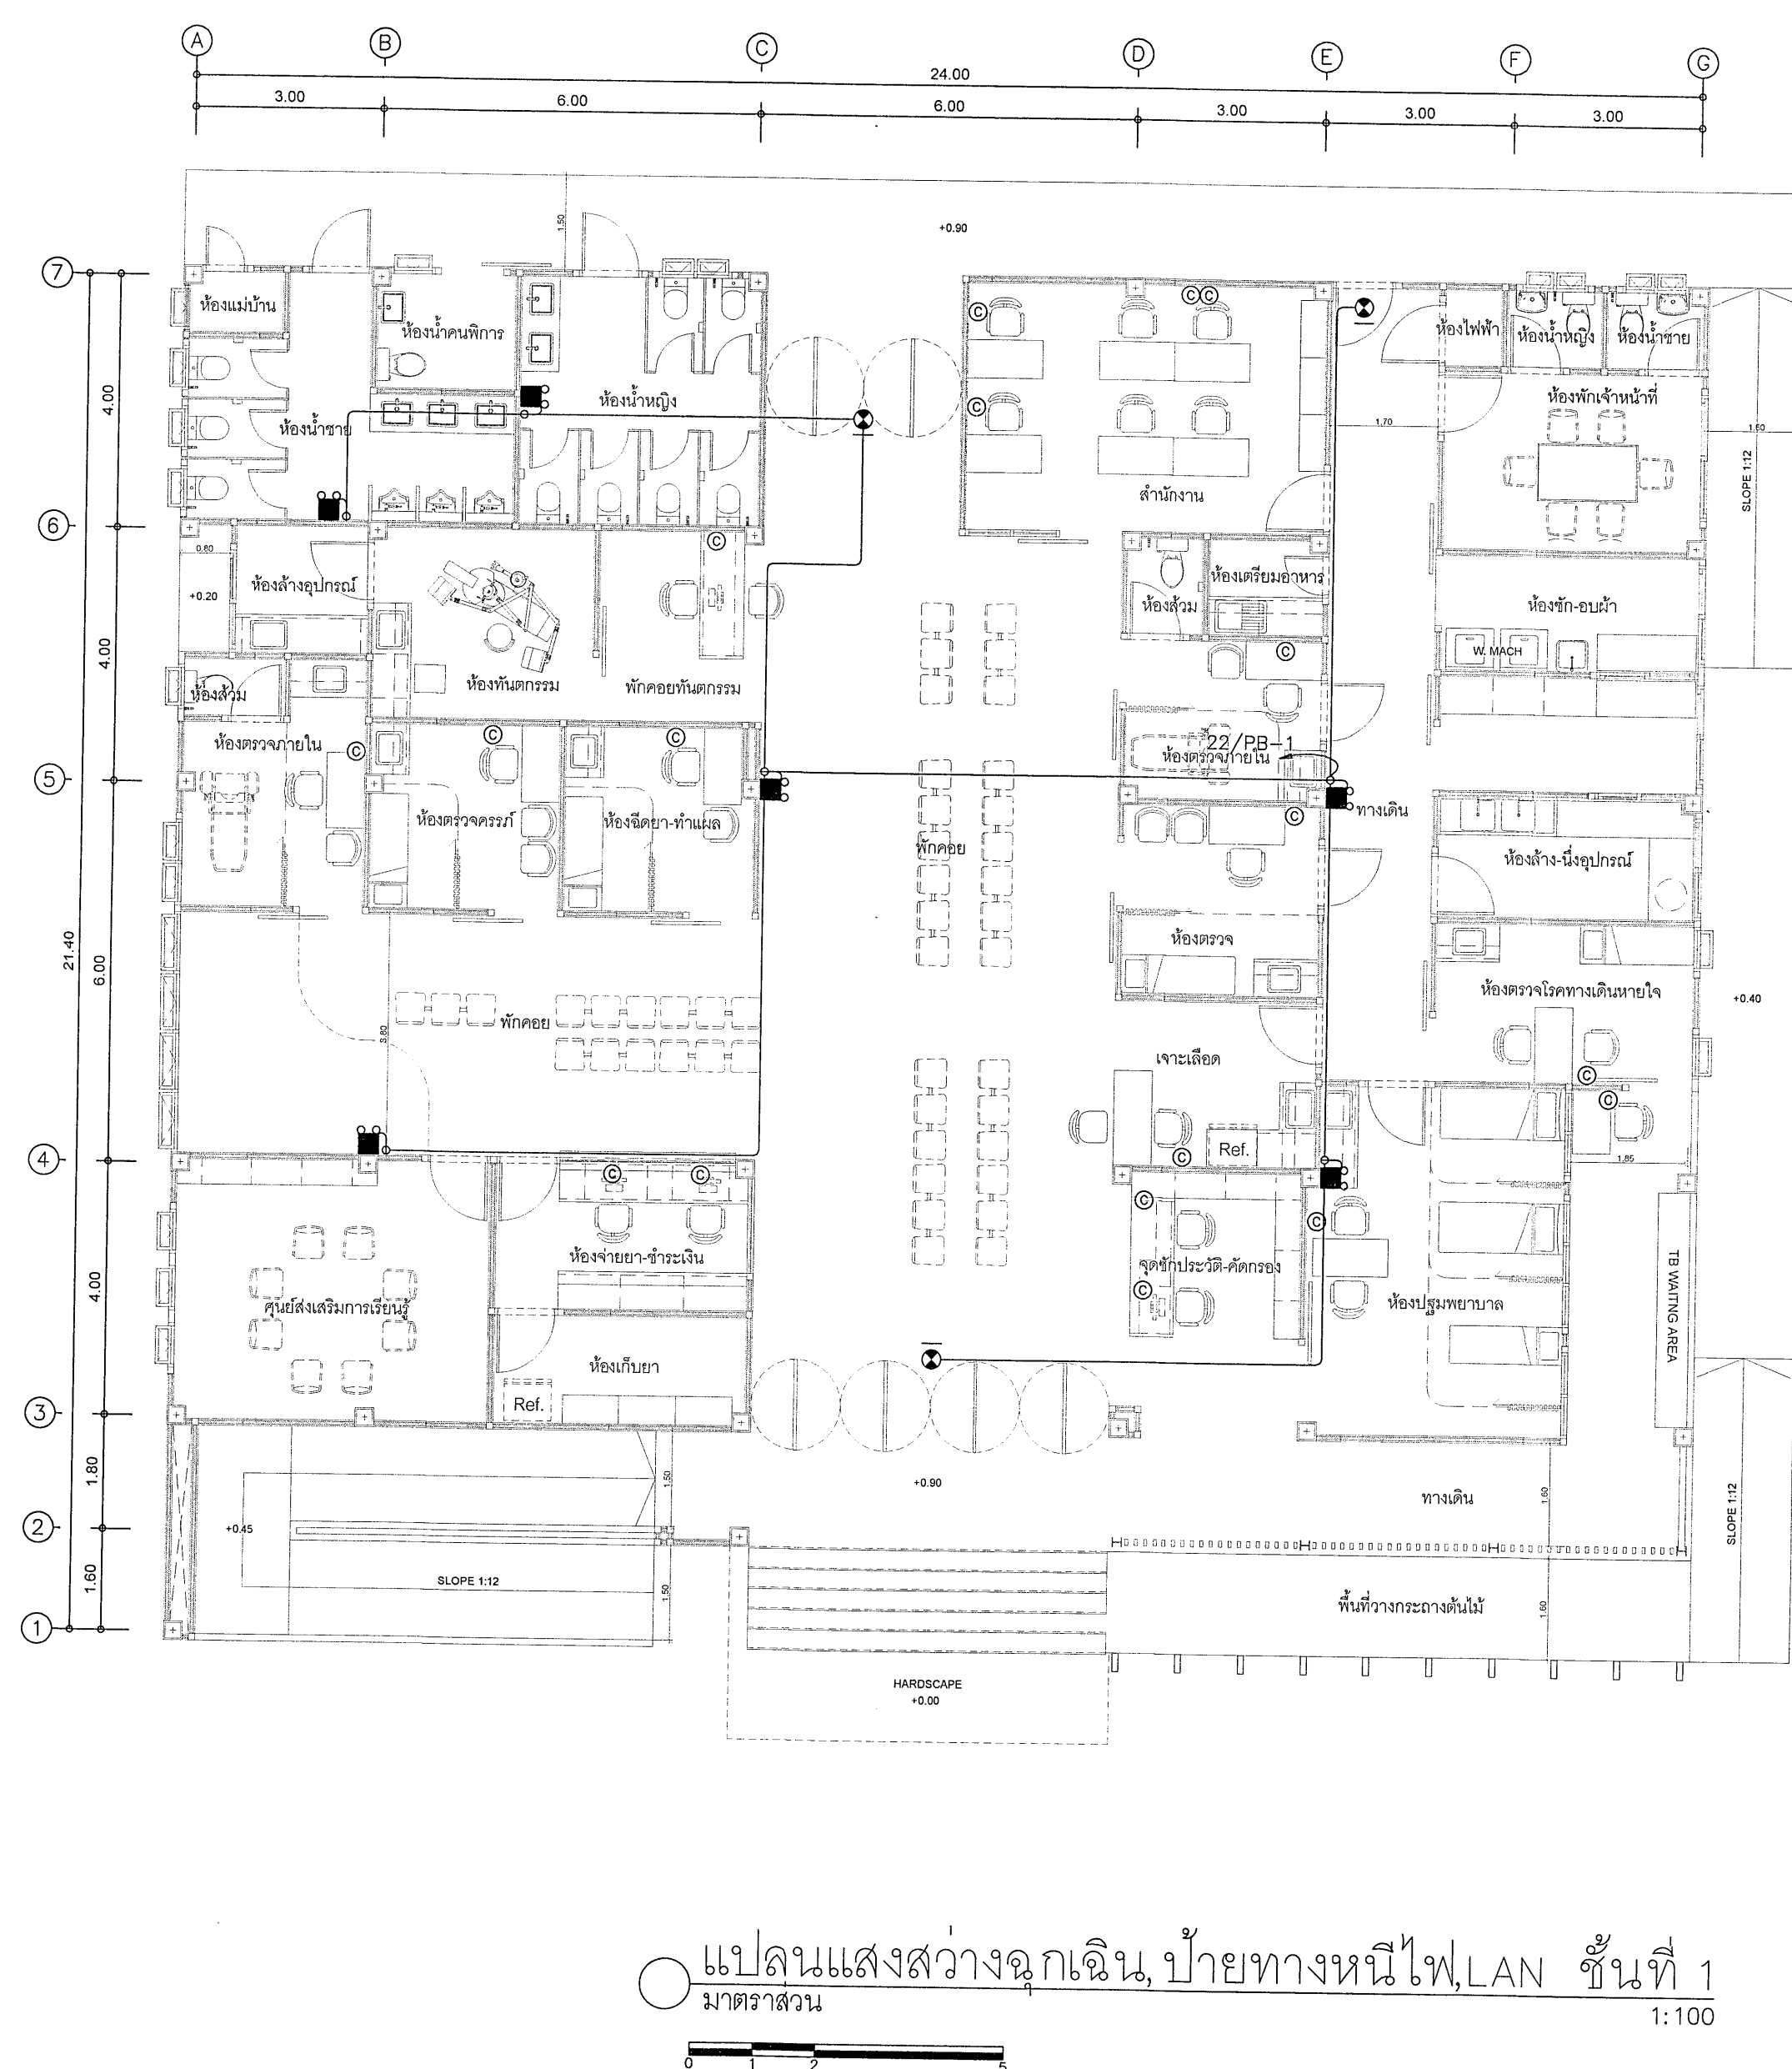 A B C D E F G
24.00
3.00 6.00 6.00 3.00 3.00 3.00
1.50
+0.90
7
ห้องแม่บ้าน
ห้องน้ำคนพิการ
ห้องไฟฟ้า
ห้องน้ำหญิง
ห้องน้ำชาย
© ©©
4.00
ห้องน้ำชาย
ห้องน้ำหญิง
ห้องพักเจ้าหน้าที่
©
1.70
1.60
SLOPE 1:12
สำนักงาน
6
0.60
+0.20
ห้องล้างอุปกรณ์
©
ห้องส้วม
ห้องเตรียมอาหาร
ห้องซัก-อบผ้า
W. MACH
4.00
ห้องส้วม
ห้องทันตกรรม
พักคอยทันตกรรม
©
ห้องตรวจภายใน
©
©
©
22/PB-1
ห้องตรวจภายใน
5
ห้องตรวจครรภ์
ห้องฉีดยา-ทำแผล
พักคอย
©
ทางเดิน
ห้องล้าง-นึ่งอุปกรณ์
21.40
6.00
ห้องตรวจ
ห้องตรวจโรคทางเดินหายใจ
+0.40
3.80
พักคอย
เจาะเลือด
©
©
Ref.
©
1.85
4
© ©
©
©
ห้องจ่ายยา-ชำระเงิน
จุดซักประวัติ-คัดกรอง
©
4.00
ศูนย์ส่งเสริมการเรียนรู้
ห้องปฐมพยาบาล
TB WAITNG AREA
ห้องเก็บยา
Ref.
3
1.80
1.50
+0.90
ทางเดิน
1.60
SLOPE 1:12
2
+0.45
1.60
SLOPE 1:12
1.50
พื้นที่วางกระถางต้นไม้
1.60
1
HARDSCAPE
+0.00
แปลนแสงสว่างฉุกเฉิน,ป้ายทางหนีไฟ,LAN ชั้นที่ 1
มาตราส่วน
1:100
0 1 2 5